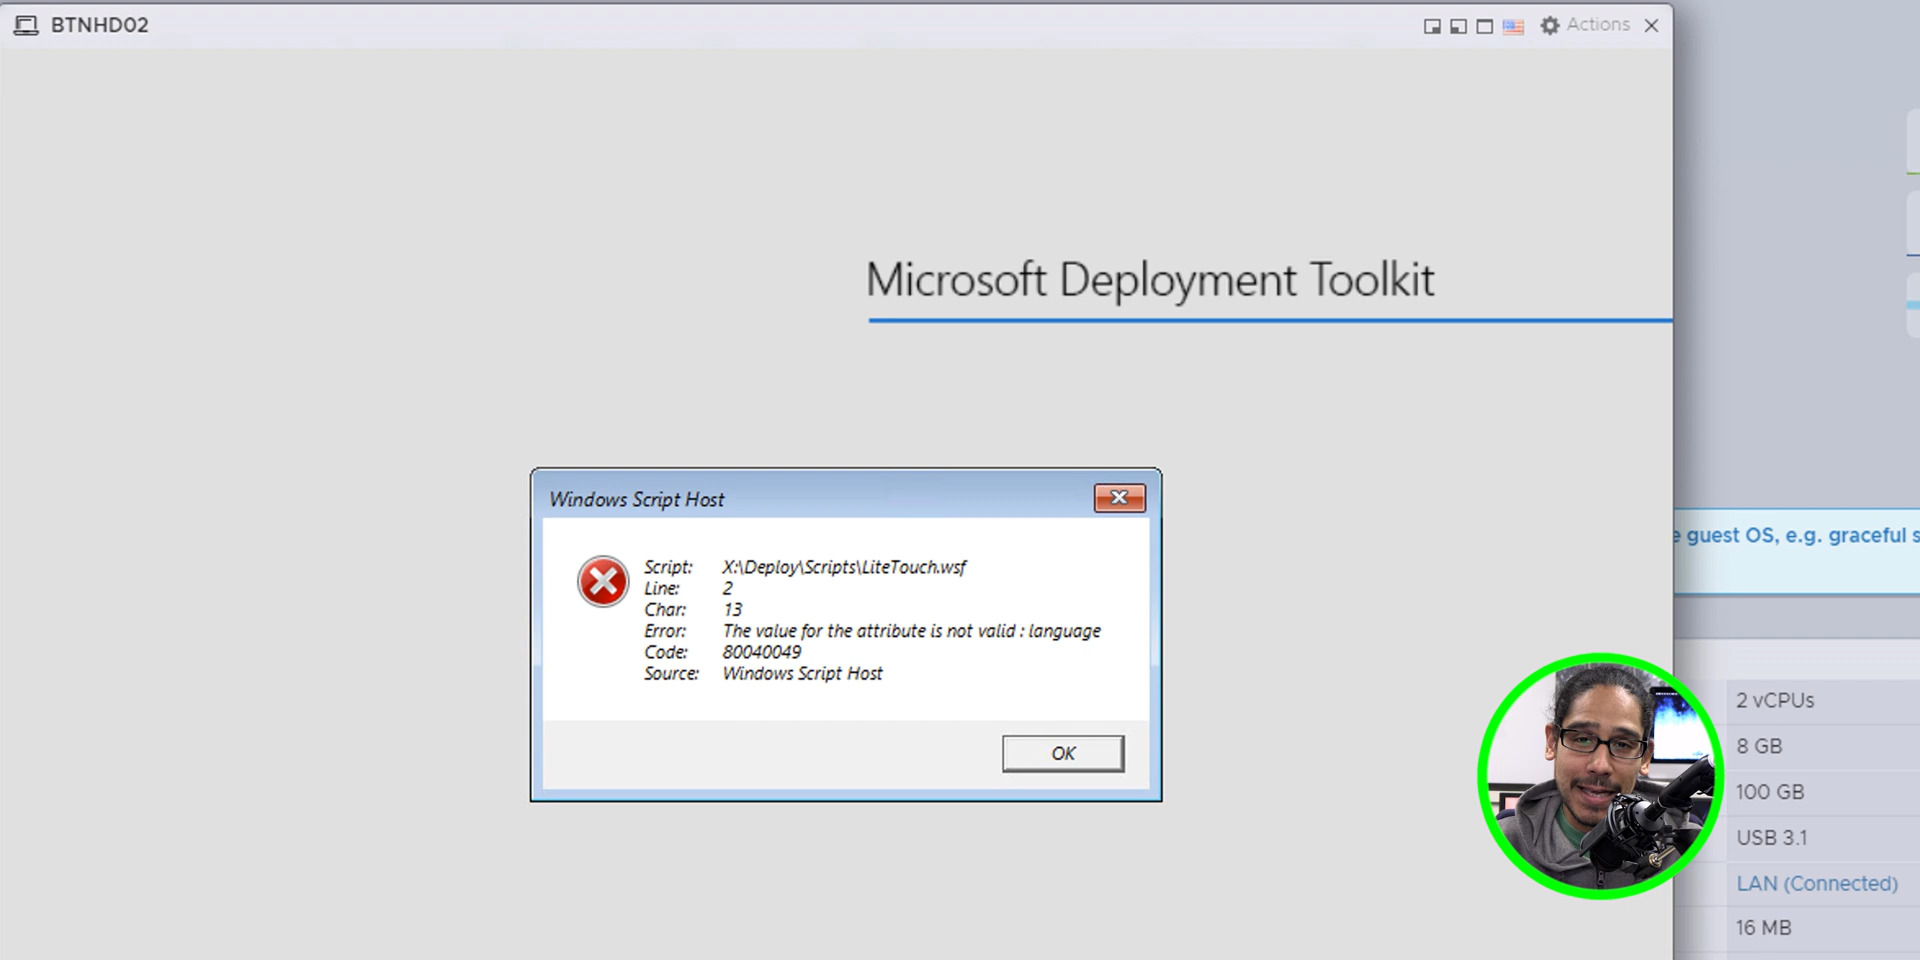 BTNHD02
Actions
Microsoft Deployment Toolkit
Windows Script Host
Script: X:\Deploy\Scripts\LiteTouch.wsf
Line: 2
Char: 13
Error: The value for the attribute is not valid : language
Code: 80040049
Source: Windows Script Host
OK
guest OS, e.g. graceful
2 vCPUs
8 GB
100 GB
USB 3.1
LAN (Connected)
16 MB